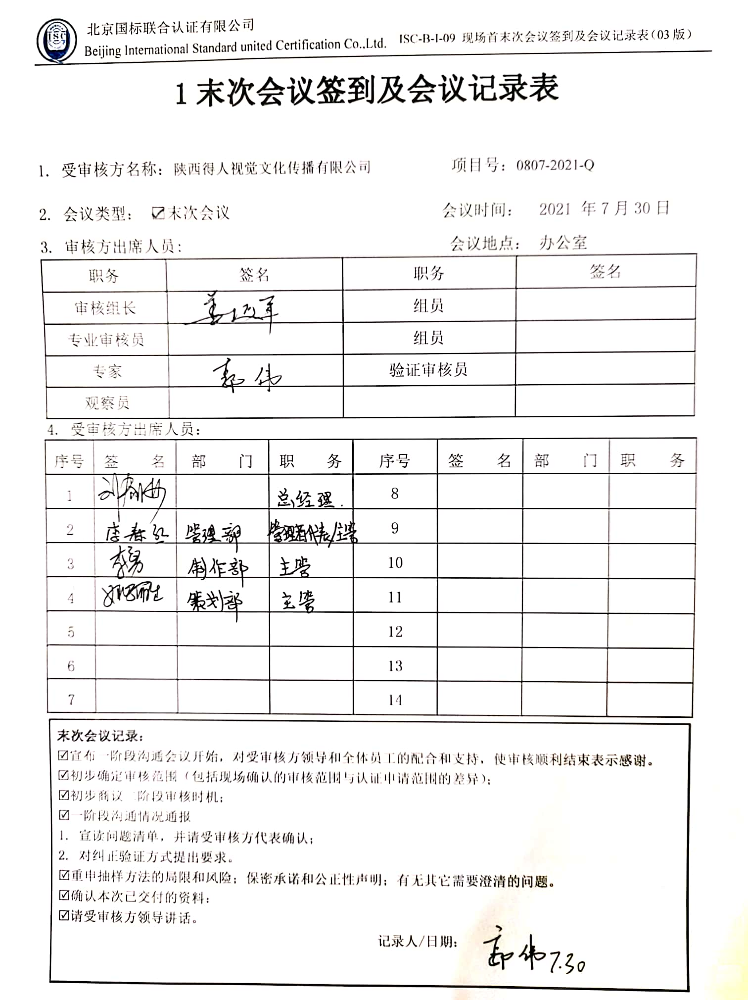 北京国标联合认证有限公司
Beijing International Standard united Certification Co.,Ltd. ISC-B-I-09 现场首末次会议签到及会议记录表(03版)
ISC
1末次会议签到及会议记录表
1. 受审核方名称：陕西得人视觉文化传播有限公司 项目号：0807-2021-Q
2. 会议类型：☑末次会议 会议时间： 2021 年7月30日
3. 审核方出席人员： 会议地点： 办公室
职务 签名 职务 签名
审核组长 组员
专业审核员 组员
专家 郭伟 验证审核员
观察员
4. 受审核方出席人员：
序号 签 名 部 门 职 务 序号 签 名 部 门 职 务
1 总经理. 8
2 李春红 管理部 管理者代表/主管 9
3 李勇 制作部 主管 10
4 策划部 主管 11
5 12
6 13
7 14
末次会议记录：
☑宣布一阶段沟通会议开始，对受审核方领导和全体员工的配合和支持，使审核顺利结束表示感谢。
☑初步确定审核范围（包括现场确认的审核范围与认证申请范围的差异）；
☑初步商议二阶段审核时机；
☑一阶段沟通情况通报
1. 宣读问题清单，并请受审核方代表确认；
2. 对纠正验证方式提出要求。
☑重申抽样方法的局限和风险；保密承诺和公正性声明；有无其它需要澄清的问题。
☑确认本次已交付的资料：
☑请受审核方领导讲话。
记录人/日期： 郭伟 7.30